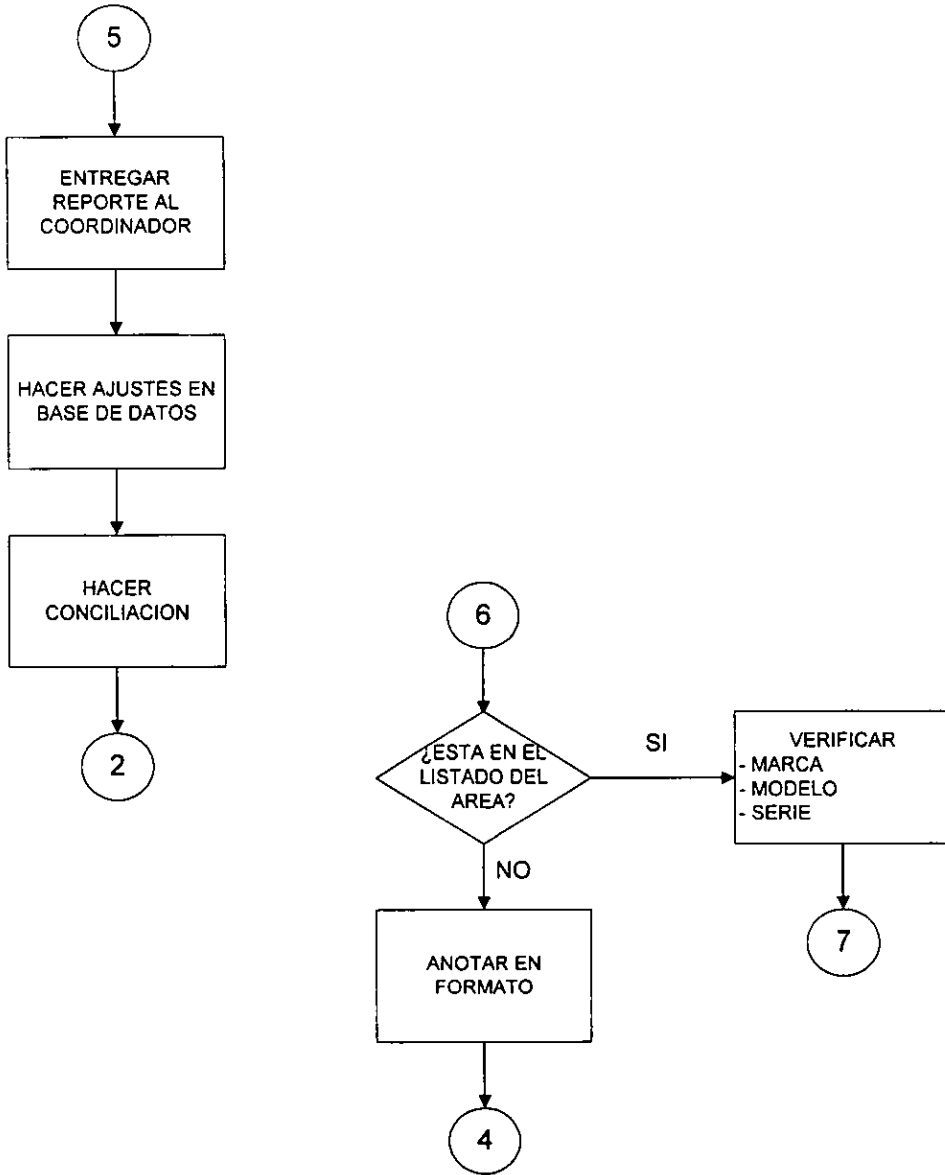 5
ENTREGAR
REPORTE AL
COORDINADOR
HACER AJUSTES EN
BASE DE DATOS
HACER
CONCILIACION
2
6
¿ESTA EN EL
LISTADO DEL
AREA?
SI
VERIFICAR
- MARCA
- MODELO
- SERIE
7
NO
ANOTAR EN
FORMATO
4